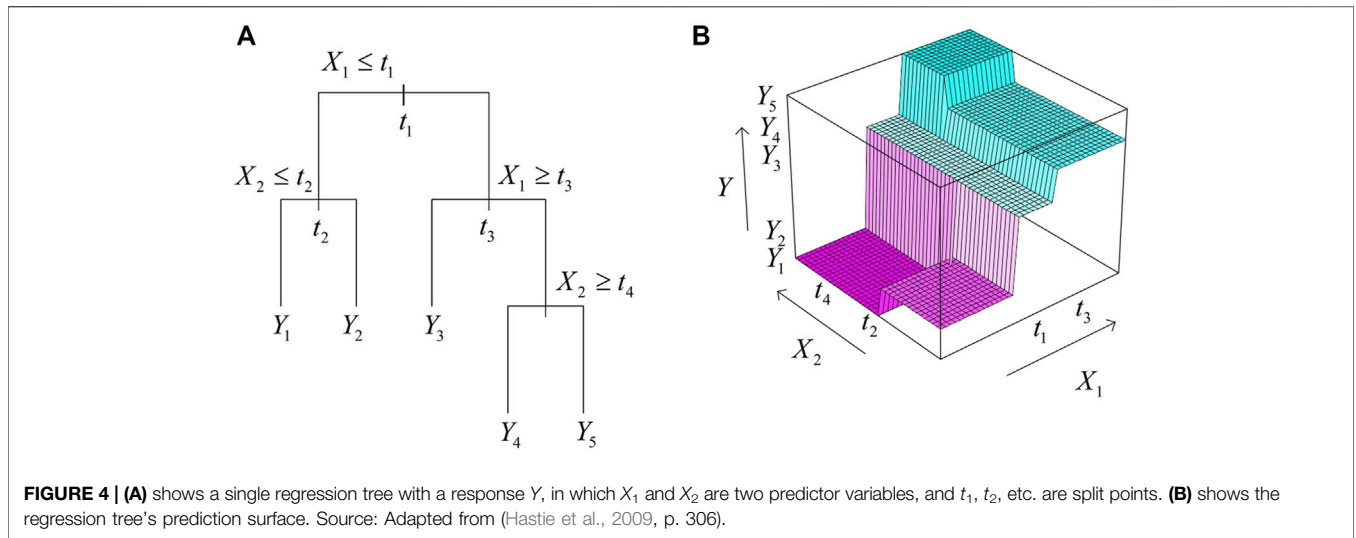 A
X₁ ≤ t₁
t₁
X₂ ≤ t₂
X₁ ≥ t₃
t₂
t₃
X₂ ≥ t₄
Y₁ Y₂ Y₃
Y₄ Y₅
B
Y₅
Y₄
Y₃
Y
Y₂
Y₁
t₄
t₂
X₂
t₃
t₁
X₁
FIGURE 4 | (A) shows a single regression tree with a response Y, in which X₁ and X₂ are two predictor variables, and t₁, t₂, etc. are split points. (B) shows the
regression tree's prediction surface. Source: Adapted from (Hastie et al., 2009, p. 306).